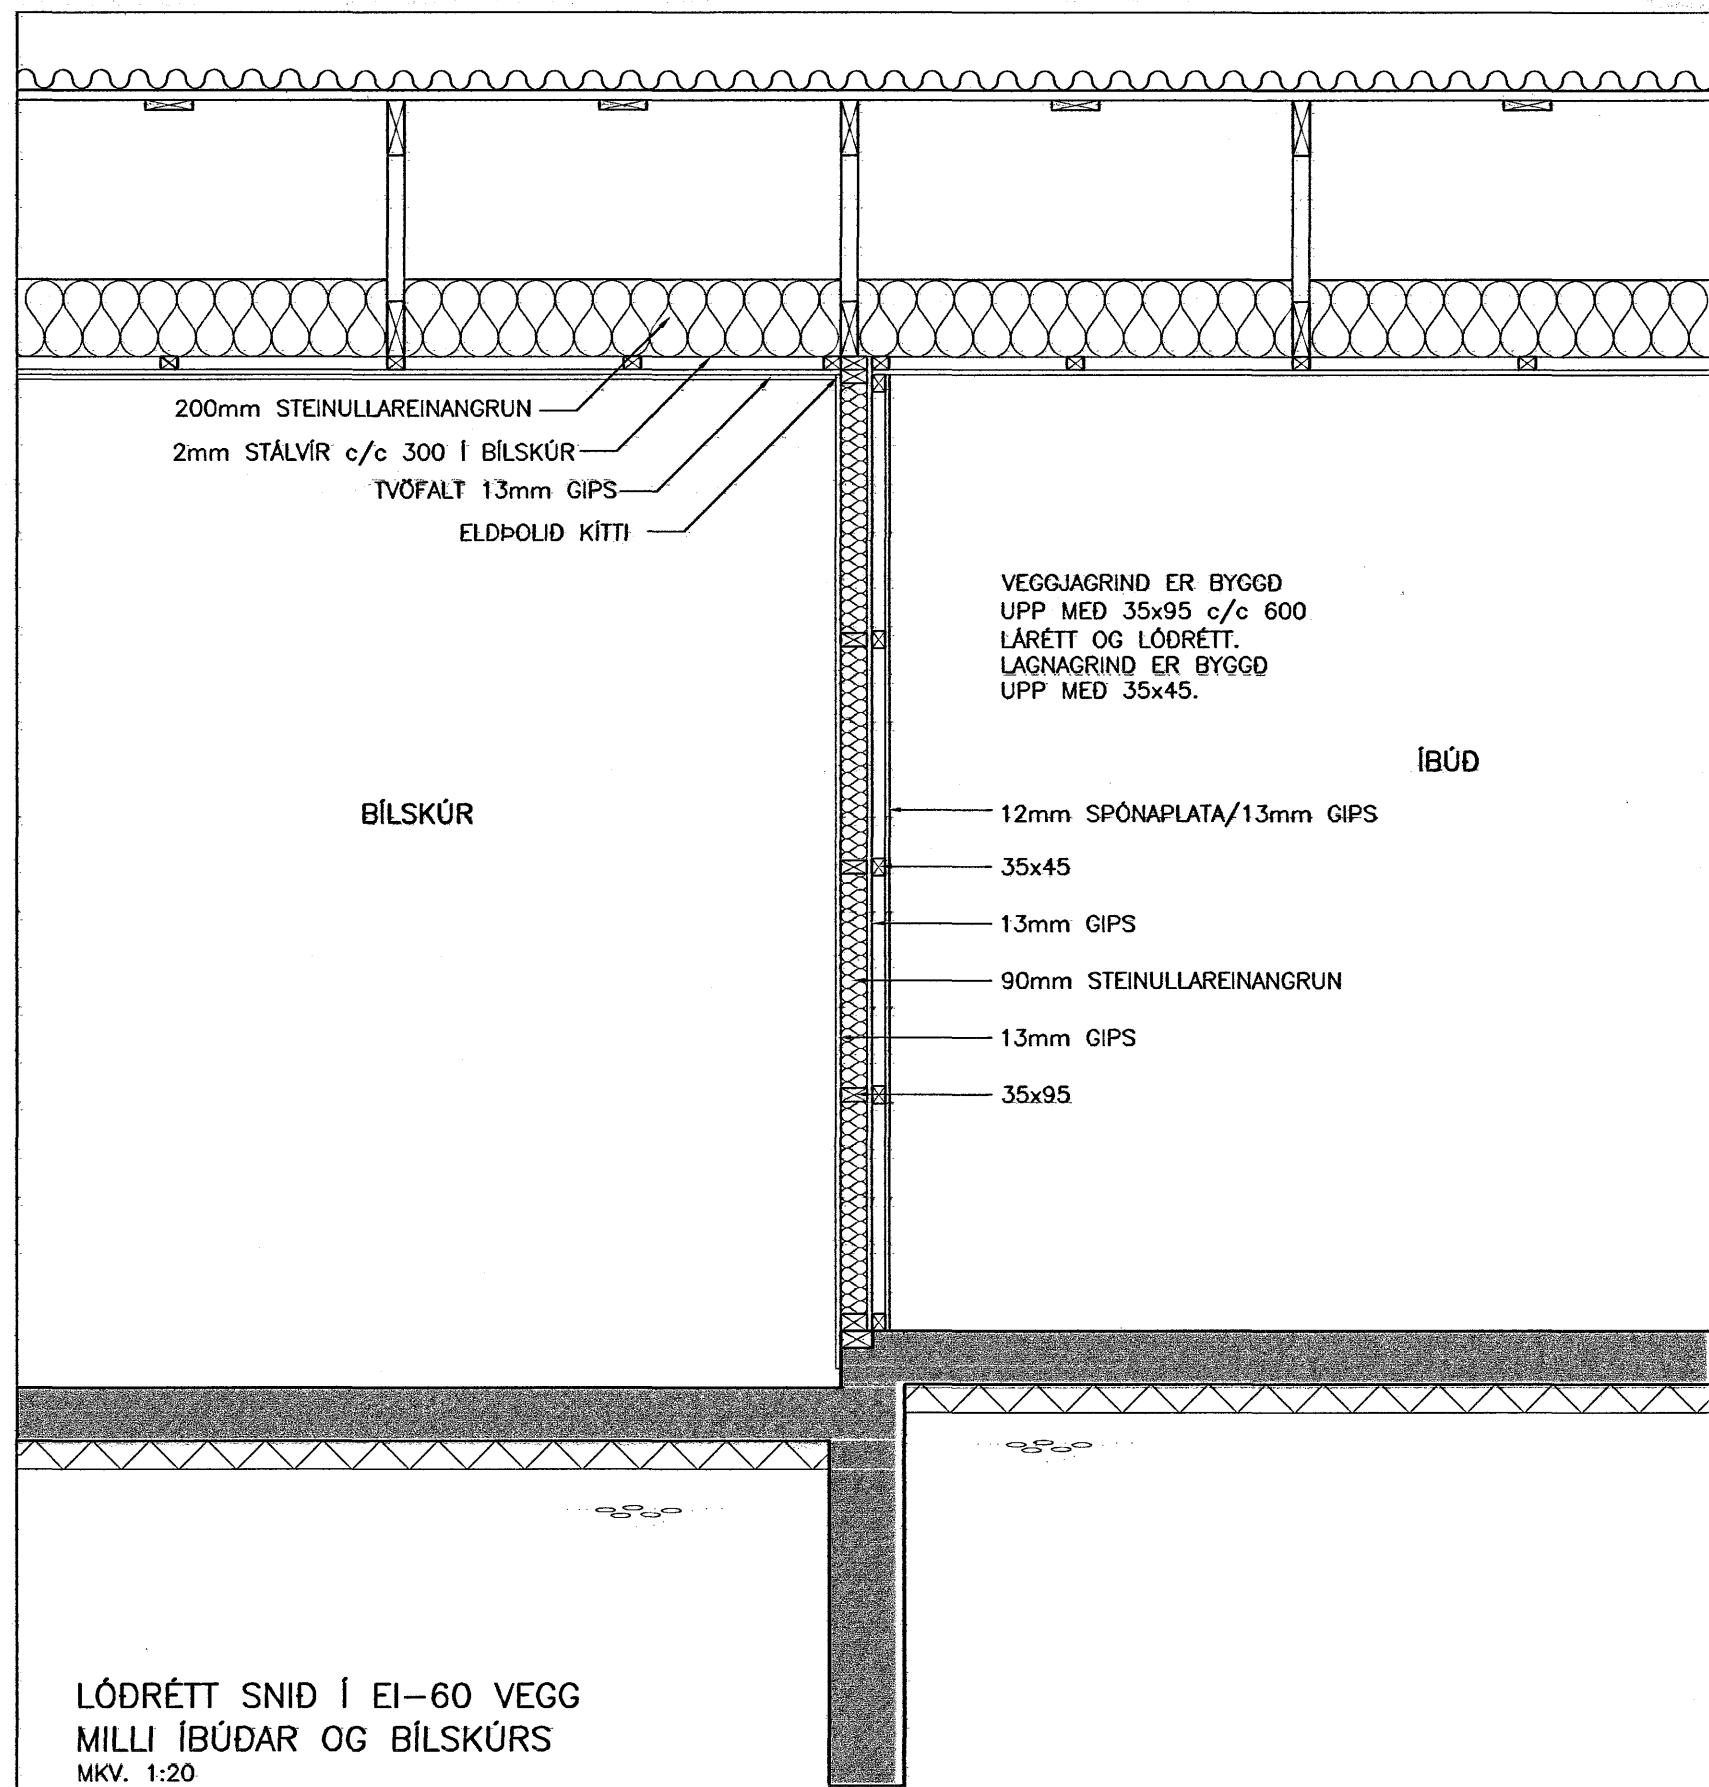 200mm STEINULLAREINANGRUN
2mm STÁLVÍR c/c 300 Í BÍLSKÚR
TVÖFALT 13mm GIPS
ELDÞOLIÐ KÍTTI
VEGGJAGRIND ER BYGGÐ
UPP MEÐ 35x95 c/c 600
LÁRÉTT OG LÓÐRÉTT.
LAGNAGRIND ER BYGGÐ
UPP MEÐ 35x45.
ÍBÚÐ
BÍLSKÚR
12mm SPÓNAPLATA/13mm GIPS
35x45
13mm GIPS
90mm STEINULLAREINANGRUN
13mm GIPS
35x95
LÓÐRÉTT SNIÐ Í EI-60 VEGG
MILLI ÍBÚÐAR OG BÍLSKÚRS
MKV. 1:20